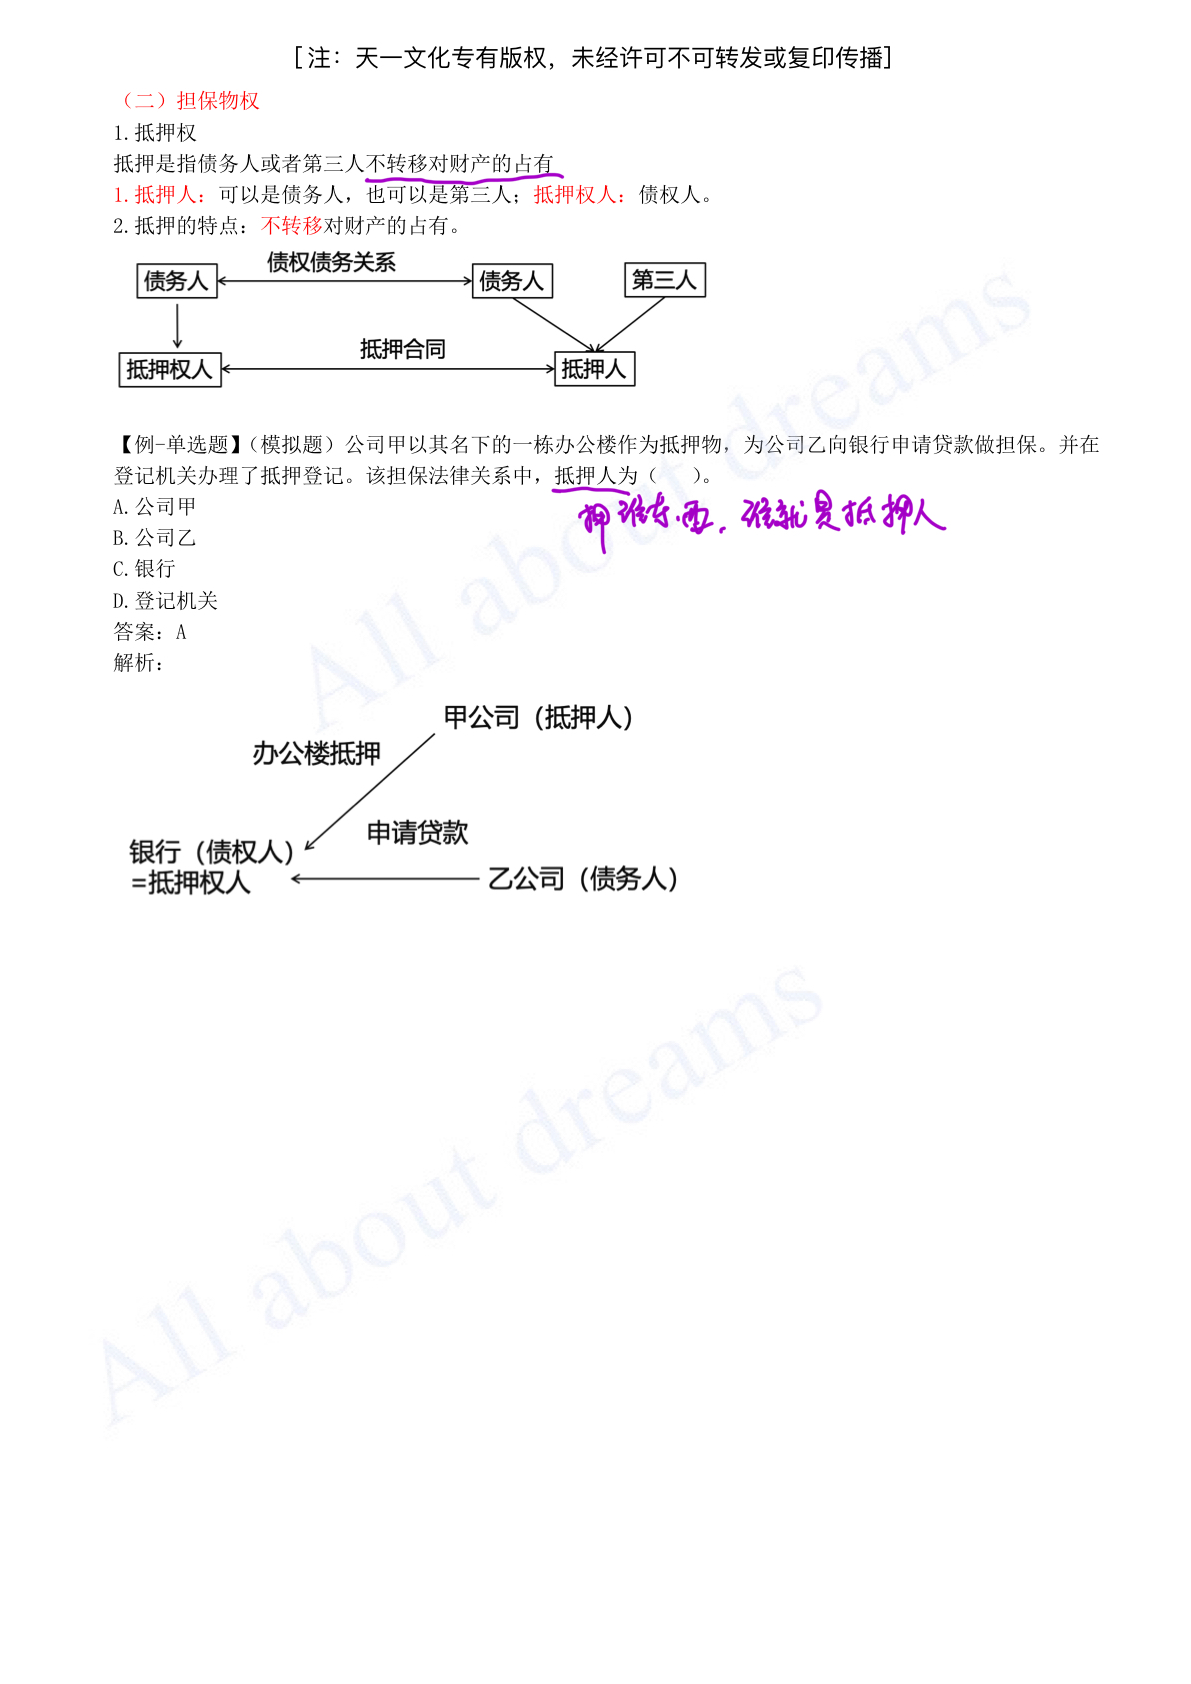 [注：天一文化专有版权，未经许可不可转发或复印传播]
（二）担保物权
1.抵押权
抵押是指债务人或者第三人不转移对财产的占有
1.抵押人：可以是债务人，也可以是第三人；抵押权人：债权人。
2.抵押的特点：不转移对财产的占有。
债务人 债权债务关系 债务人 第三人
抵押权人 抵押合同 抵押人
【例-单选题】（模拟题）公司甲以其名下的一栋办公楼作为抵押物，为公司乙向银行申请贷款做担保。并在
登记机关办理了抵押登记。该担保法律关系中，抵押人为（ ）。
押谁东西，谁就是抵押人
A.公司甲
B.公司乙
C.银行
D.登记机关
答案：A
解析：
甲公司（抵押人）
办公楼抵押
申请贷款
银行（债权人）
=抵押权人
乙公司（债务人）
All about dreams
All about dreams